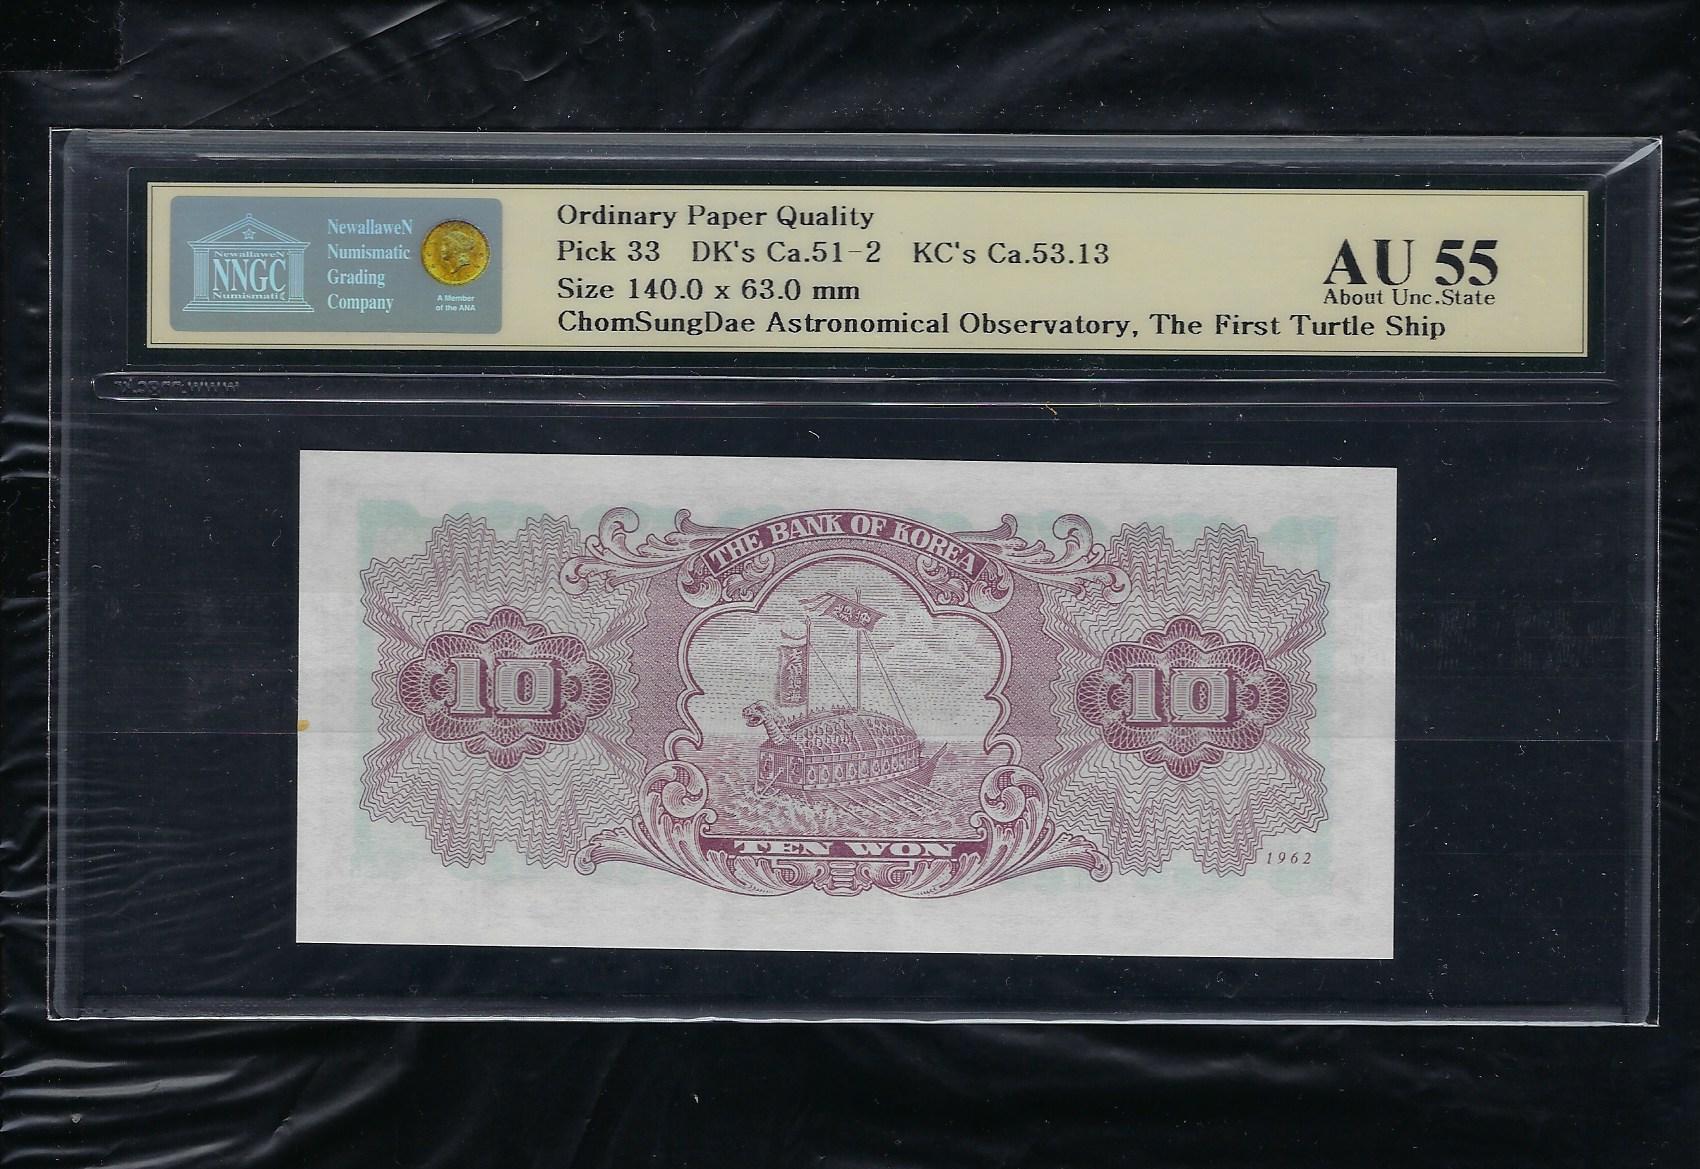 NewallaweN
Numismatic
Grading
Company
NewallaweN
NNGC
Numismatic
A Member
of the ANA
Ordinary Paper Quality
Pick 33 DK's Ca.51-2 KC's Ca.53.13
Size 140.0 x 63.0 mm
ChomSungDae Astronomical Observatory, The First Turtle Ship
AU 55
About Unc.State
THE BANK OF KOREA
10
10
TEN WON
1962